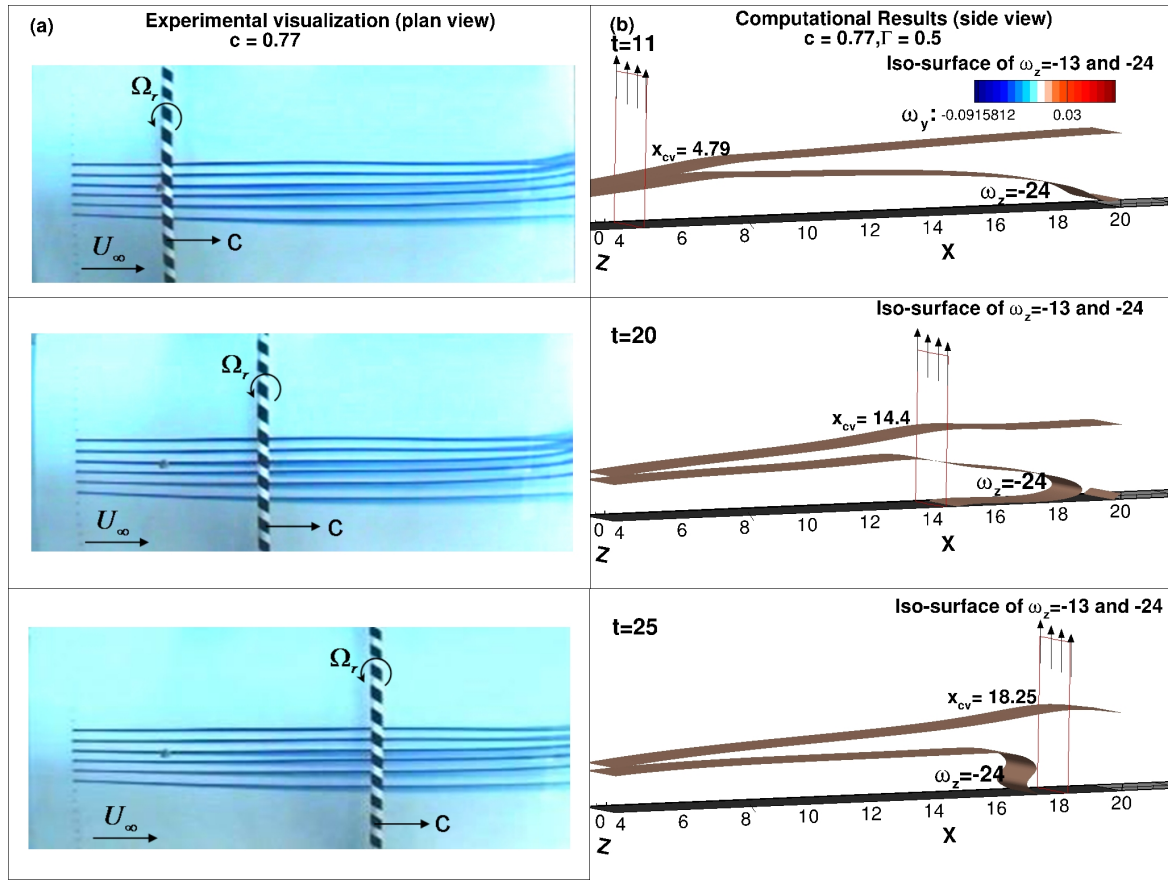 (a) Experimental visualization (plan view)
c = 0.77
Ωr
C
U∞
Ωr
C
U∞
Ωr
C
U∞
(b) Computational Results (side view)
c = 0.77,Γ = 0.5
t=11
Iso-surface of ωz=-13 and -24
ωy: -0.0915812 0.03
xcv= 4.79
ωz=-24
0 4 6 8 10 12 14 16 18 20
Z X
Iso-surface of ωz=-13 and -24
t=20
xcv= 14.4
ωz=-24
0 4 6 8 10 12 14 16 18 20
Z X
Iso-surface of ωz=-13 and -24
t=25
xcv= 18.25
ωz=-24
0 4 6 8 10 12 14 16 18 20
Z X